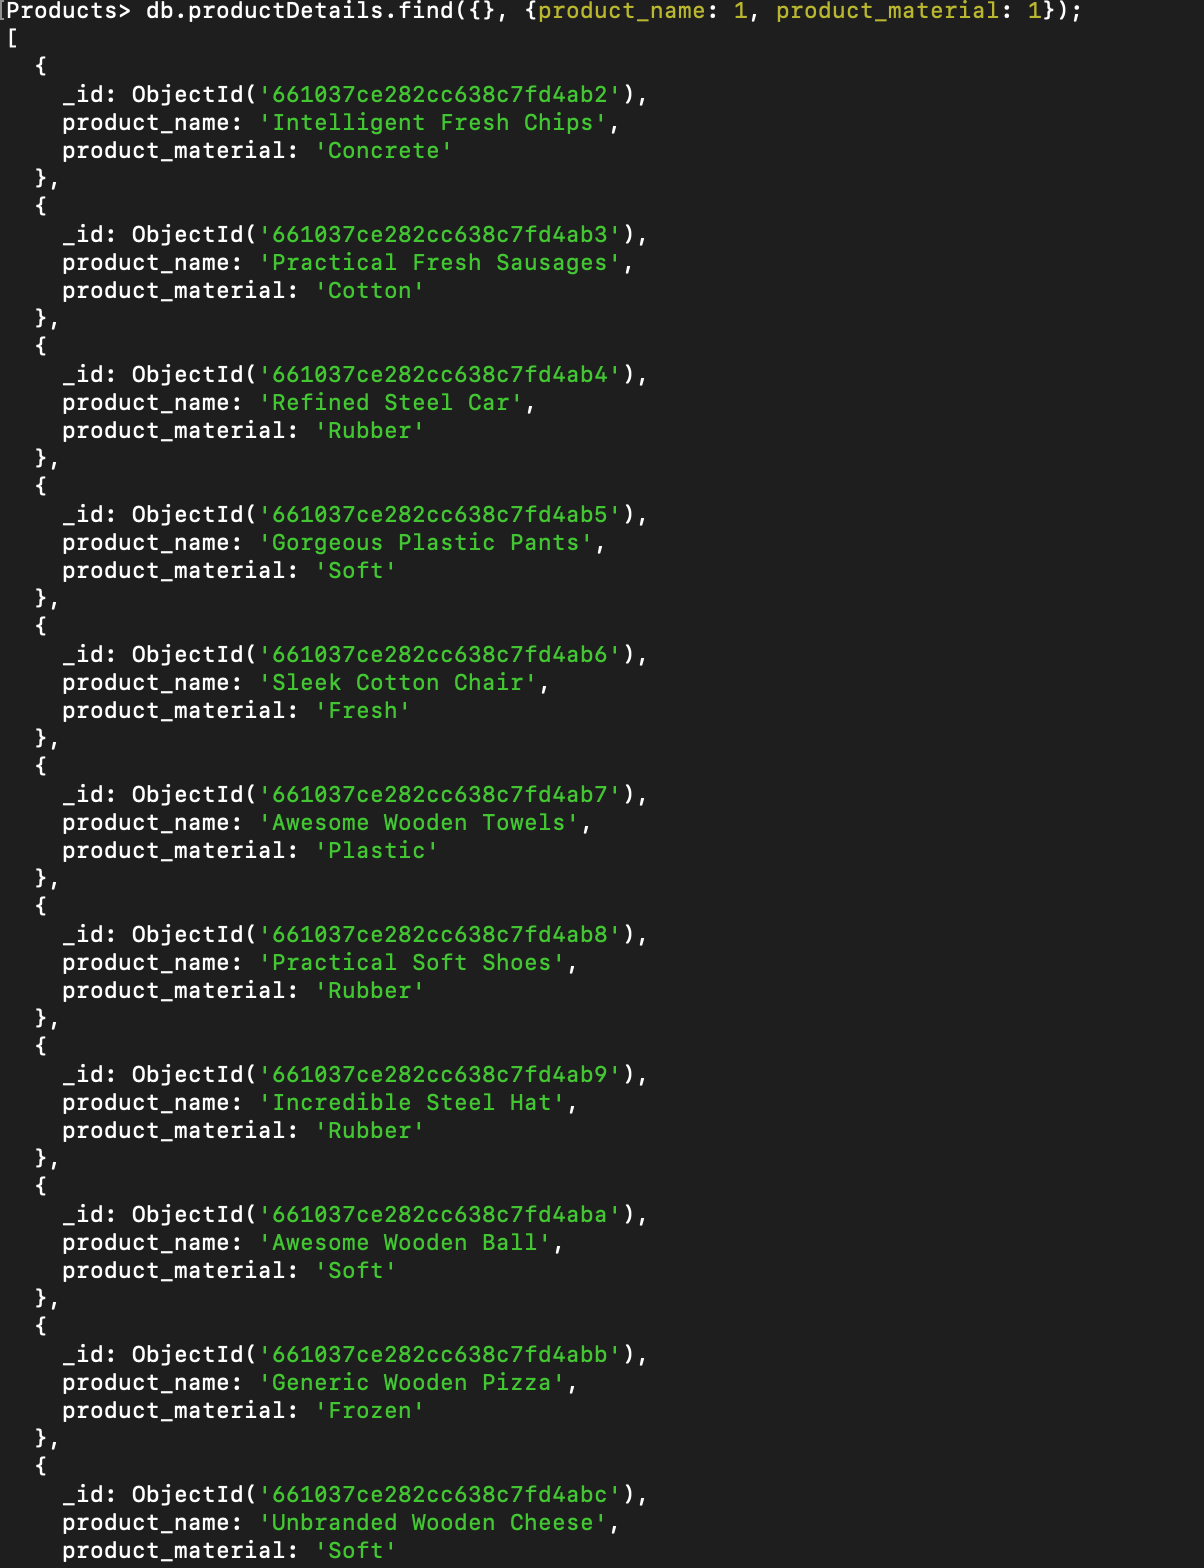 [Products> db.productDetails.find({}, {product_name: 1, product_material: 1});
[
  {
    _id: ObjectId('661037ce282cc638c7fd4ab2'),
    product_name: 'Intelligent Fresh Chips',
    product_material: 'Concrete'
  },
  {
    _id: ObjectId('661037ce282cc638c7fd4ab3'),
    product_name: 'Practical Fresh Sausages',
    product_material: 'Cotton'
  },
  {
    _id: ObjectId('661037ce282cc638c7fd4ab4'),
    product_name: 'Refined Steel Car',
    product_material: 'Rubber'
  },
  {
    _id: ObjectId('661037ce282cc638c7fd4ab5'),
    product_name: 'Gorgeous Plastic Pants',
    product_material: 'Soft'
  },
  {
    _id: ObjectId('661037ce282cc638c7fd4ab6'),
    product_name: 'Sleek Cotton Chair',
    product_material: 'Fresh'
  },
  {
    _id: ObjectId('661037ce282cc638c7fd4ab7'),
    product_name: 'Awesome Wooden Towels',
    product_material: 'Plastic'
  },
  {
    _id: ObjectId('661037ce282cc638c7fd4ab8'),
    product_name: 'Practical Soft Shoes',
    product_material: 'Rubber'
  },
  {
    _id: ObjectId('661037ce282cc638c7fd4ab9'),
    product_name: 'Incredible Steel Hat',
    product_material: 'Rubber'
  },
  {
    _id: ObjectId('661037ce282cc638c7fd4aba'),
    product_name: 'Awesome Wooden Ball',
    product_material: 'Soft'
  },
  {
    _id: ObjectId('661037ce282cc638c7fd4abb'),
    product_name: 'Generic Wooden Pizza',
    product_material: 'Frozen'
  },
  {
    _id: ObjectId('661037ce282cc638c7fd4abc'),
    product_name: 'Unbranded Wooden Cheese',
    product_material: 'Soft'